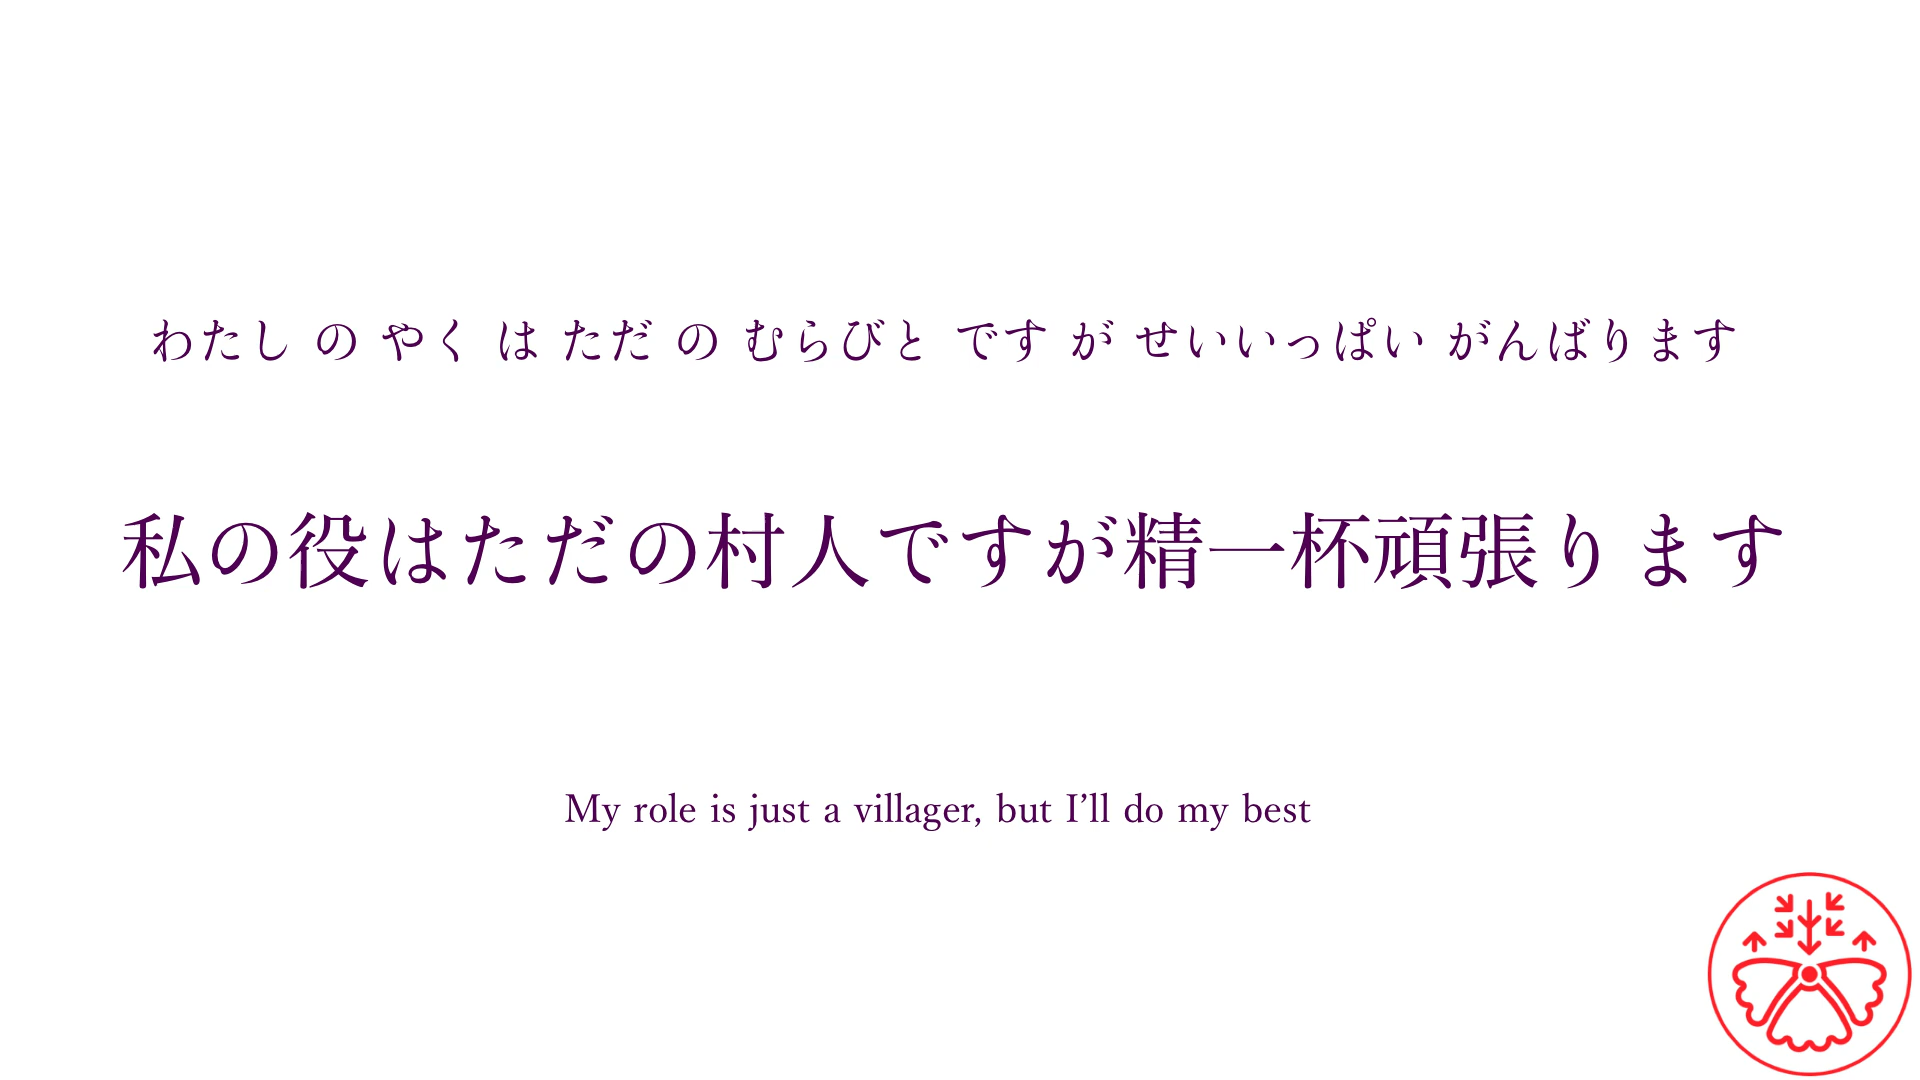 わたし の やく は ただ の むらびと です が せいいっぱい がんばります
私の役はただの村人ですが精一杯頑張ります
My role is just a villager, but I’ll do my best